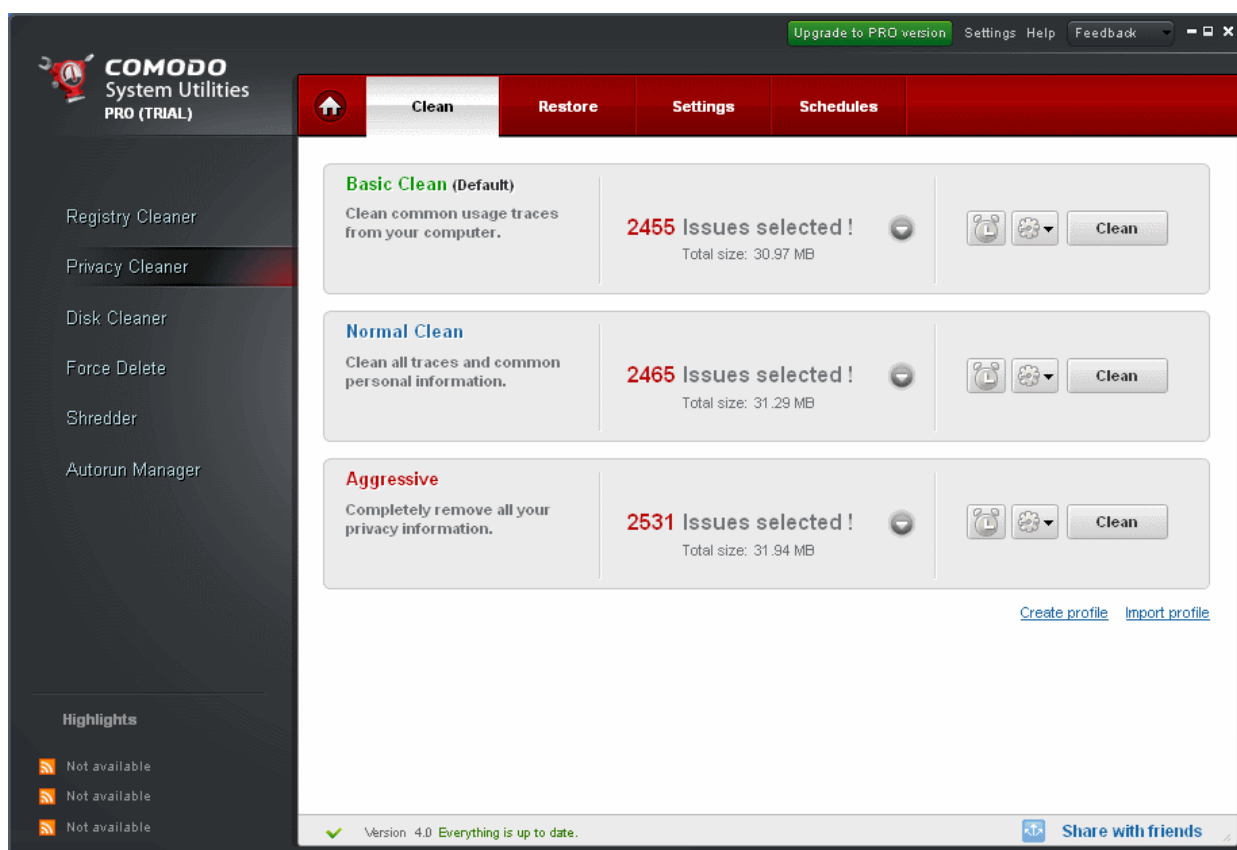 Upgrade to PRO version Settings Help Feedback
COMODO
System Utilities
PRO (TRIAL)
Clean Restore Settings Schedules
Registry Cleaner
Privacy Cleaner
Disk Cleaner
Force Delete
Shredder
Autorun Manager
Basic Clean (Default)
Clean common usage traces
from your computer.
2455 Issues selected !
Total size: 30.97 MB
Clean
Normal Clean
Clean all traces and common
personal information.
2465 Issues selected !
Total size: 31.29 MB
Clean
Aggressive
Completely remove all your
privacy information.
2531 Issues selected !
Total size: 31.94 MB
Clean
Create profile Import profile
Highlights
Not available
Not available
Not available
Version 4.0 Everything is up to date.
Share with friends